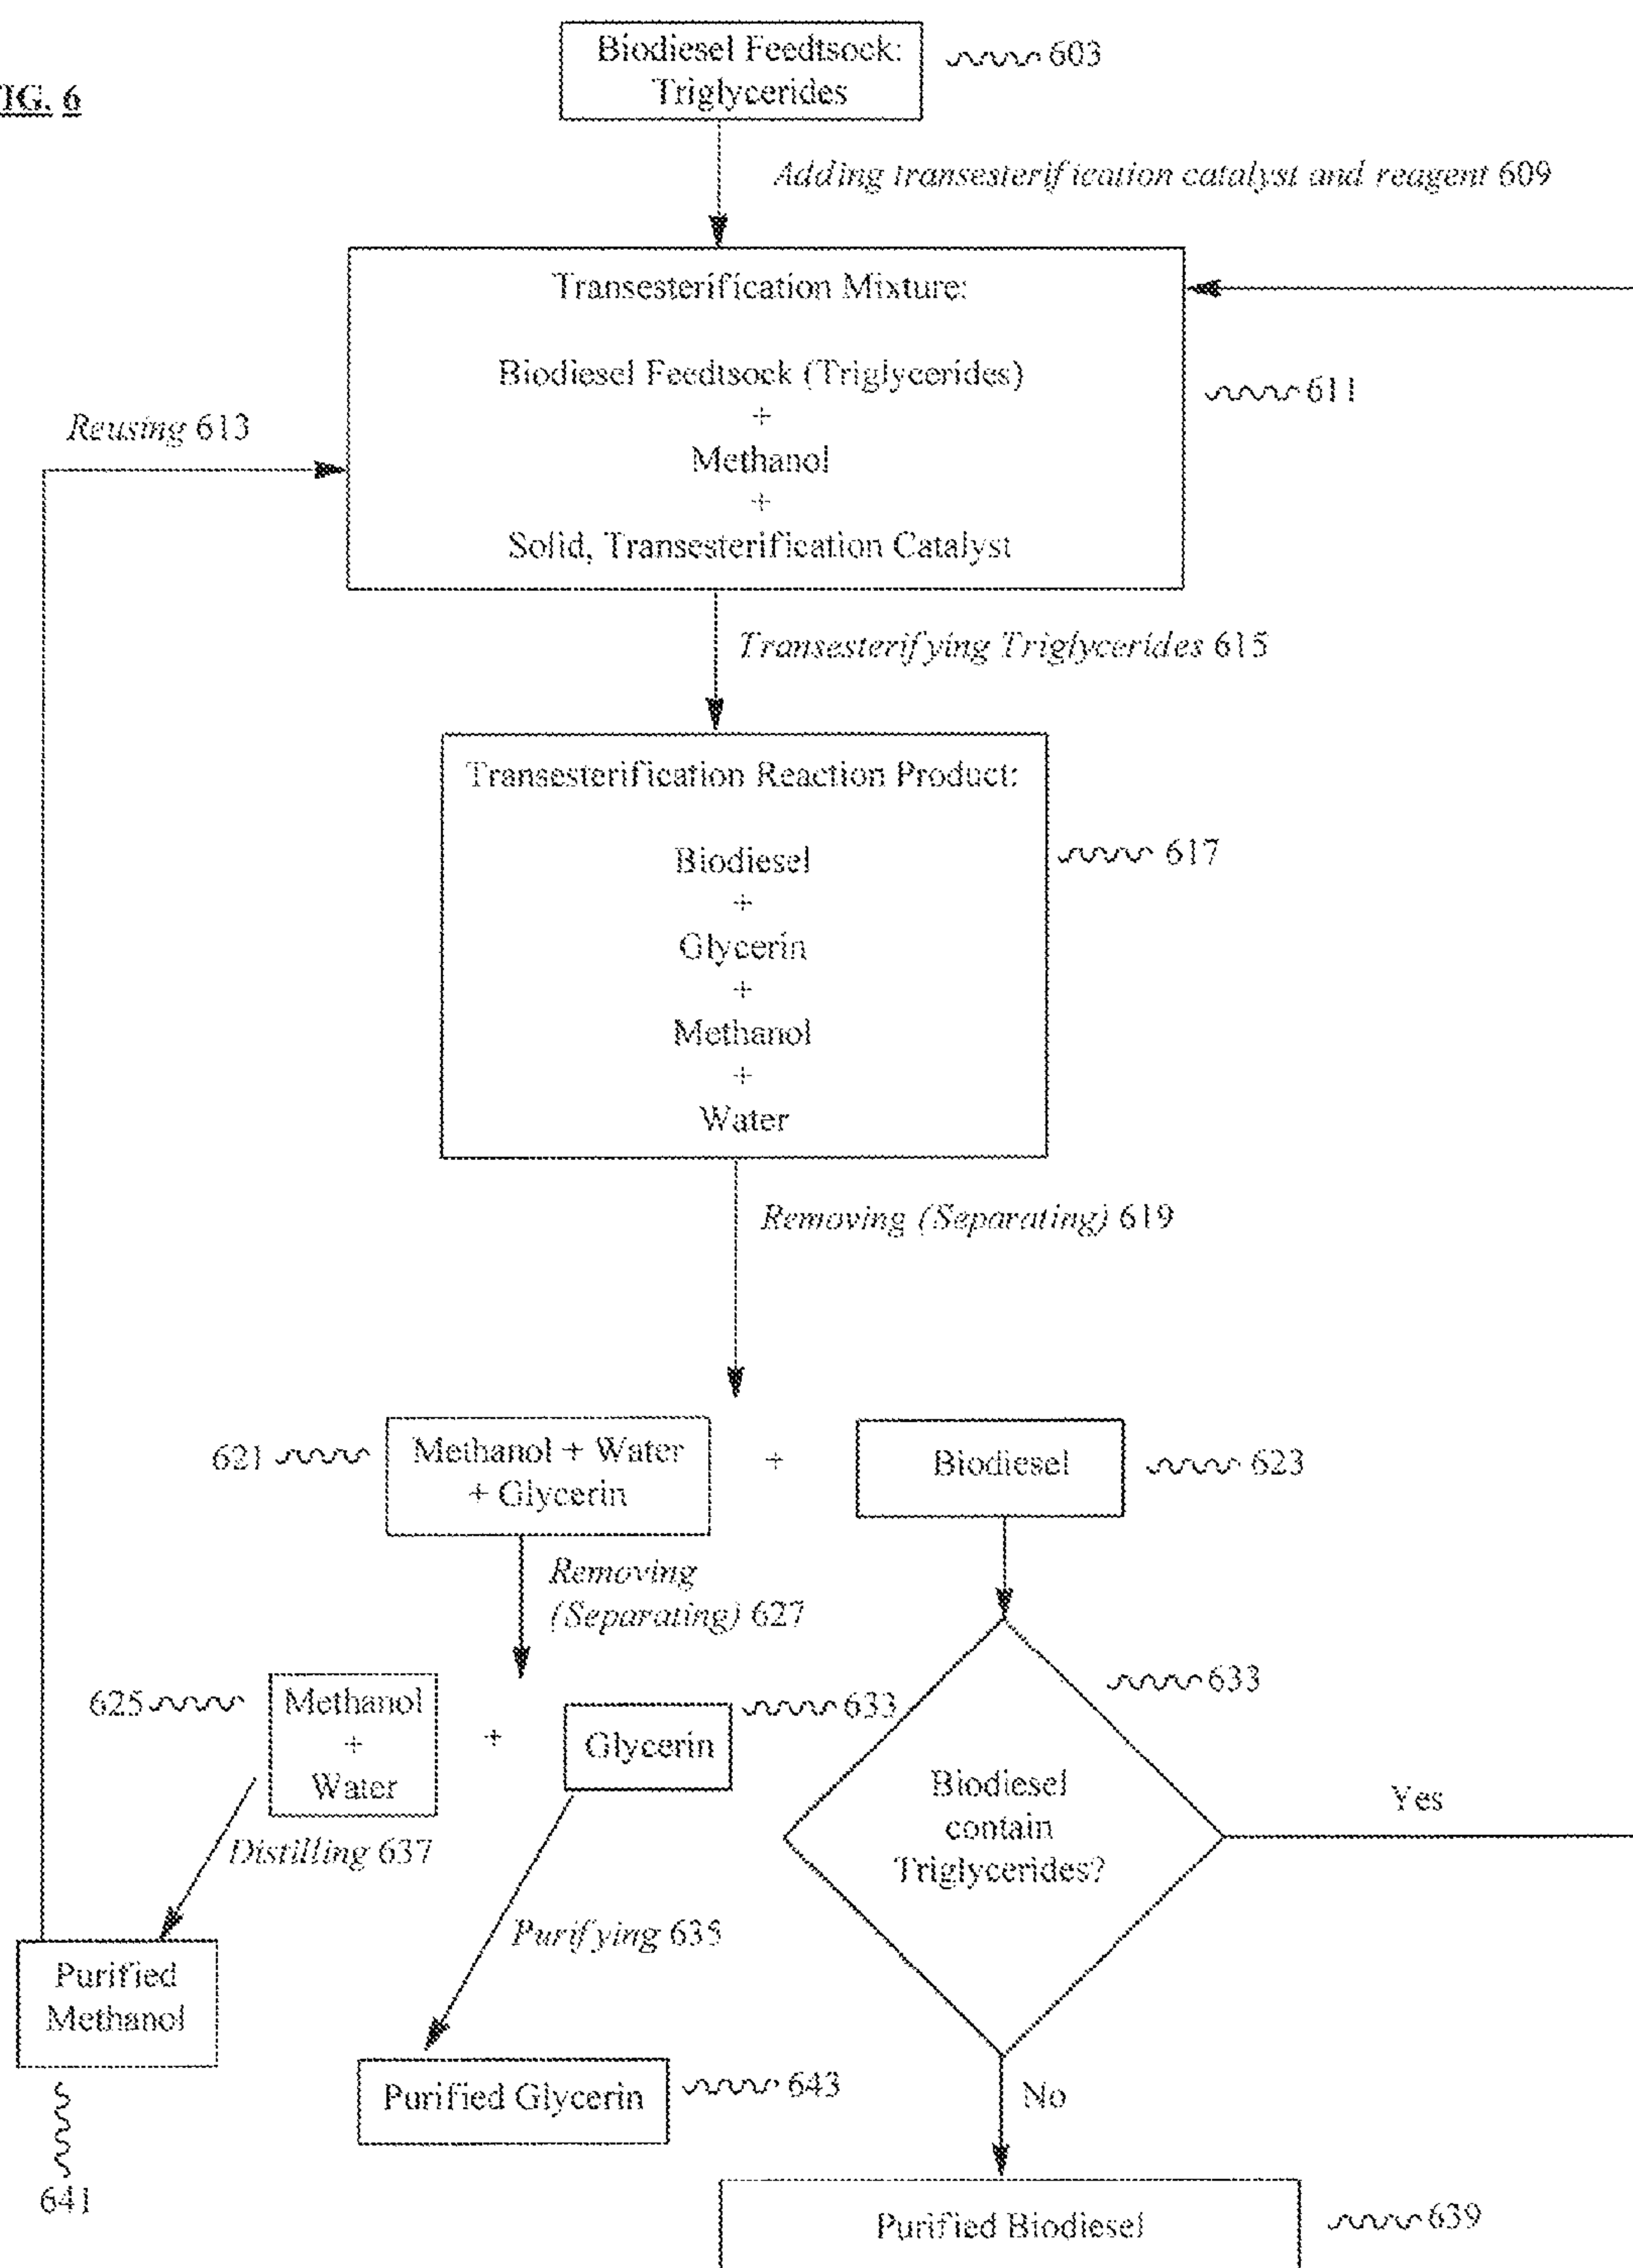 Biodiesel Feedtsock:
Triglycerides
603
IG. 6
Adding transesterification catalyst and reagent 609
Transesterification Mixture:
Biodiesel Feedtsock (Triglycerides)
+
Methanol
+
Solid, Transesterification Catalyst
611
Reusing 613
Transesterifying Triglycerides 615
Transesterification Reaction Product:
Biodiesel
+
Glycerin
+
Methanol
+
Water
617
Removing (Separating) 619
621
Methanol + Water
+ Glycerin
+
Biodiesel
623
Removing
(Separating) 627
625
Methanol
+
Water
+
Glycerin
633
633
Biodiesel
contain
Triglycerides?
Yes
Distilling 637
Purifying 635
Purified
Methanol
641
Purified Glycerin
643
No
Purified Biodiesel
639